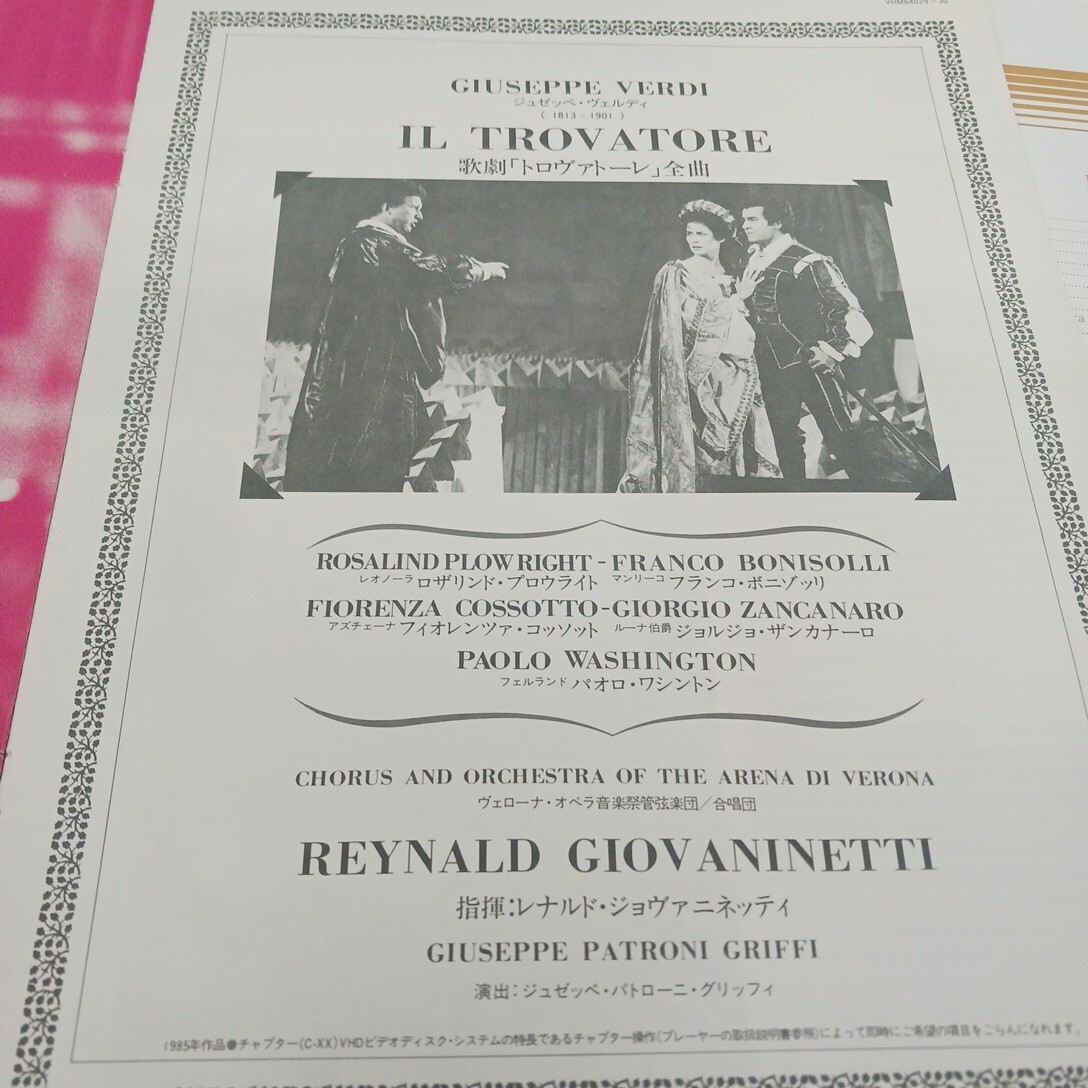 GIUSEPPE VERDI
ジュゼッペ・ヴェルディ
( 1813 - 1901 )
IL TROVATORE
歌劇「トロヴァトーレ」全曲
ROSALIND PLOWRIGHT - FRANCO BONISOLLI
レオノーラ ロザリンド・プロウライト マンリーコ フランコ・ボニゾッリ
FIORENZA COSSOTTO - GIORGIO ZANCANARO
アズチェーナ フィオレンツァ・コッソット ルーナ伯爵 ジョルジョ・ザンカナーロ
PAOLO WASHINGTON
フェルランド パオロ・ワシントン
CHORUS AND ORCHESTRA OF THE ARENA DI VERONA
ヴェローナ・オペラ音楽祭管弦楽団／合唱団
REYNALD GIOVANINETTI
指揮:レナルド・ジョヴァニネッティ
GIUSEPPE PATRONI GRIFFI
演出:ジュゼッペ・パトローニ・グリッフィ
1985年作品●チャプター(C-XX)VHDビデオディスク・システムの特長であるチャプター操作(プレーヤーの取扱説明書参照)によって即時にご希望の項目をごらんになれます。